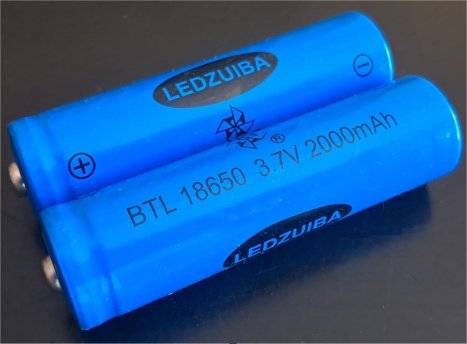 LEDZUIBA
BTL 18650 3.7V 2000mAh
®
LEDZUIBA